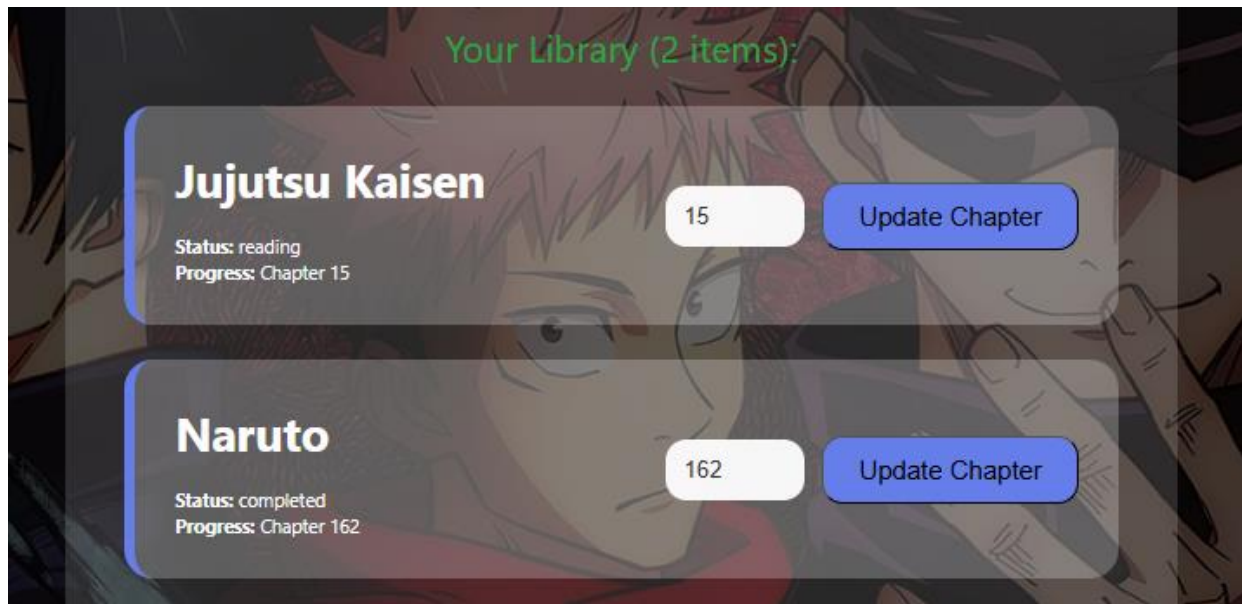 Your Library (2 items):
Jujutsu Kaisen
Status: reading
Progress: Chapter 15
15
Update Chapter
Naruto
Status: completed
Progress: Chapter 162
162
Update Chapter